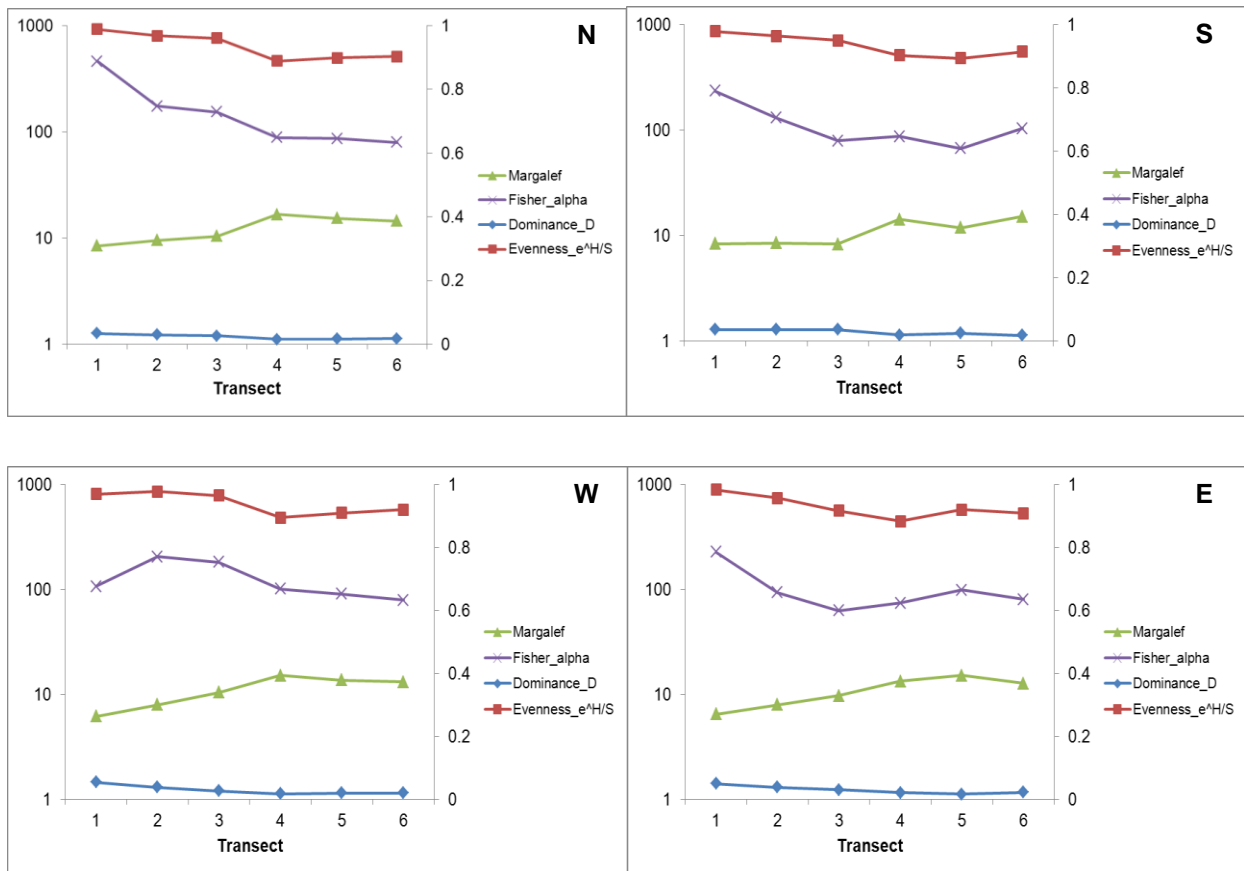 N
1000
100
10
1
1
0.8
0.6
0.4
0.2
0
Margalef
Fisher_alpha
Dominance_D
Evenness_e^H/S
1 2 3 4 5 6
Transect
S
1000
100
10
1
1
0.8
0.6
0.4
0.2
0
Margalef
Fisher_alpha
Dominance_D
Evenness_e^H/S
1 2 3 4 5 6
Transect
W
1000
100
10
1
1
0.8
0.6
0.4
0.2
0
Margalef
Fisher_alpha
Dominance_D
Evenness_e^H/S
1 2 3 4 5 6
Transect
E
1000
100
10
1
1
0.8
0.6
0.4
0.2
0
Margalef
Fisher_alpha
Dominance_D
Evenness_e^H/S
1 2 3 4 5 6
Transect